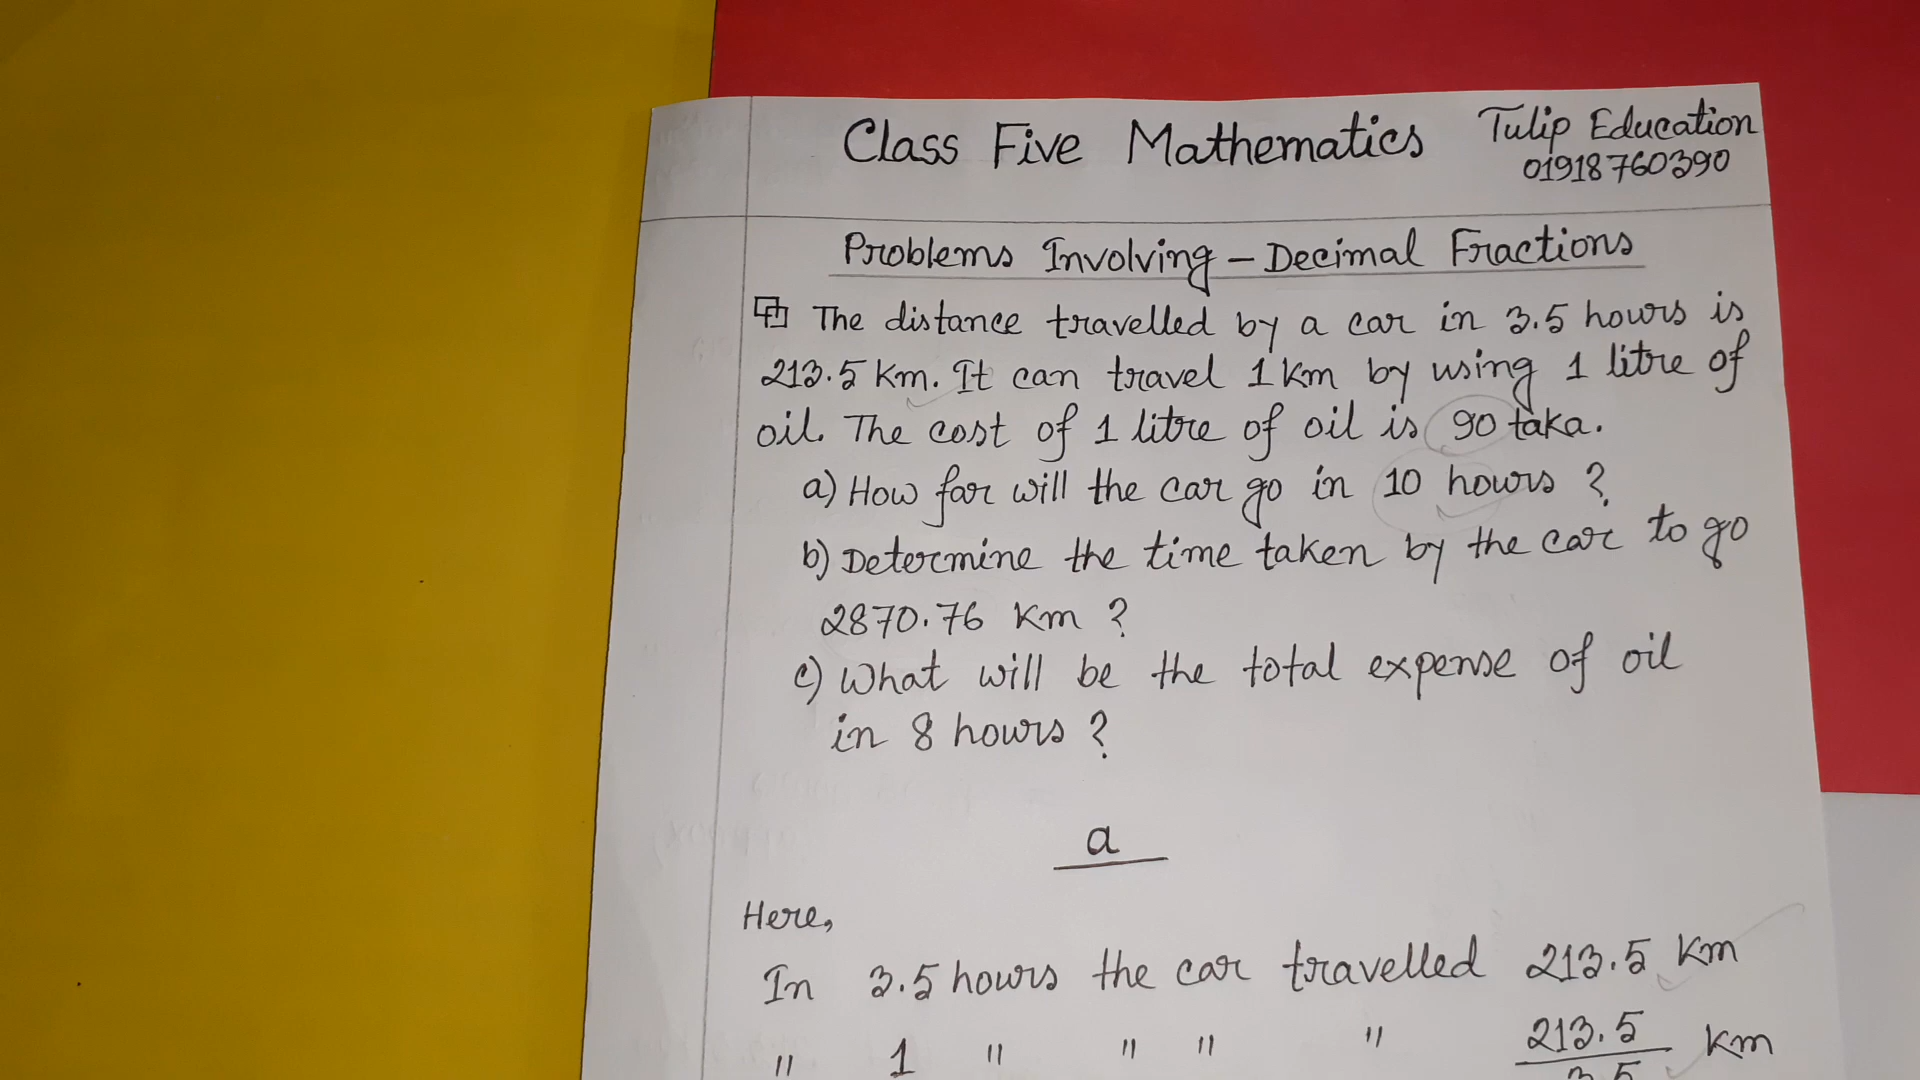 Class Five Mathematics
Tulip Education
01918760390
Problems Involving - Decimal Fractions
The distance travelled by a car in 3.5 hours is
213.5 km. It can travel 1 km by using 1 litre of
oil. The cost of 1 litre of oil is 90 taka.
a) How far will the car go in 10 hours ?
b) Determine the time taken by the car to go
2870.76 km ?
c) What will be the total expense of oil
in 8 hours ?
a
Here,
In 3.5 hours the car travelled 213.5 km
" 1 " " " " 213.5 km
3.5